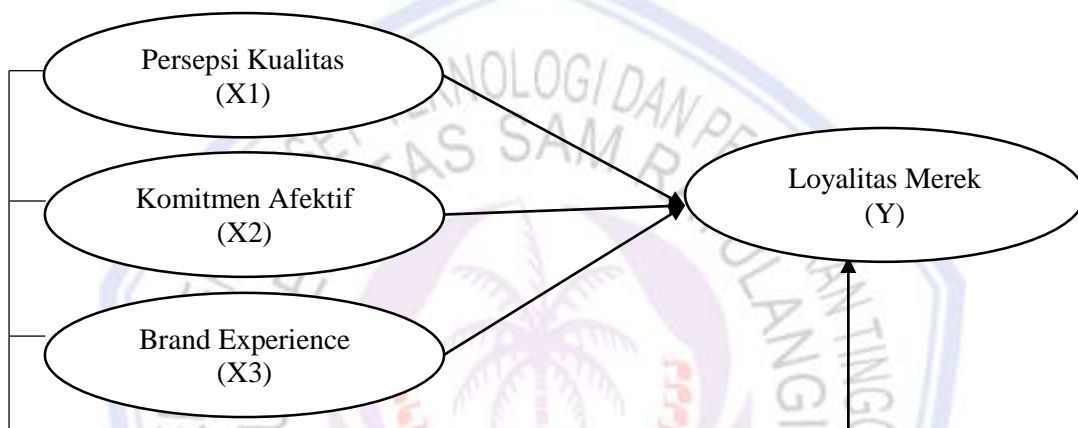 Persepsi Kualitas
(X1)
Komitmen Afektif
(X2)
Brand Experience
(X3)
Loyalitas Merek
(Y)